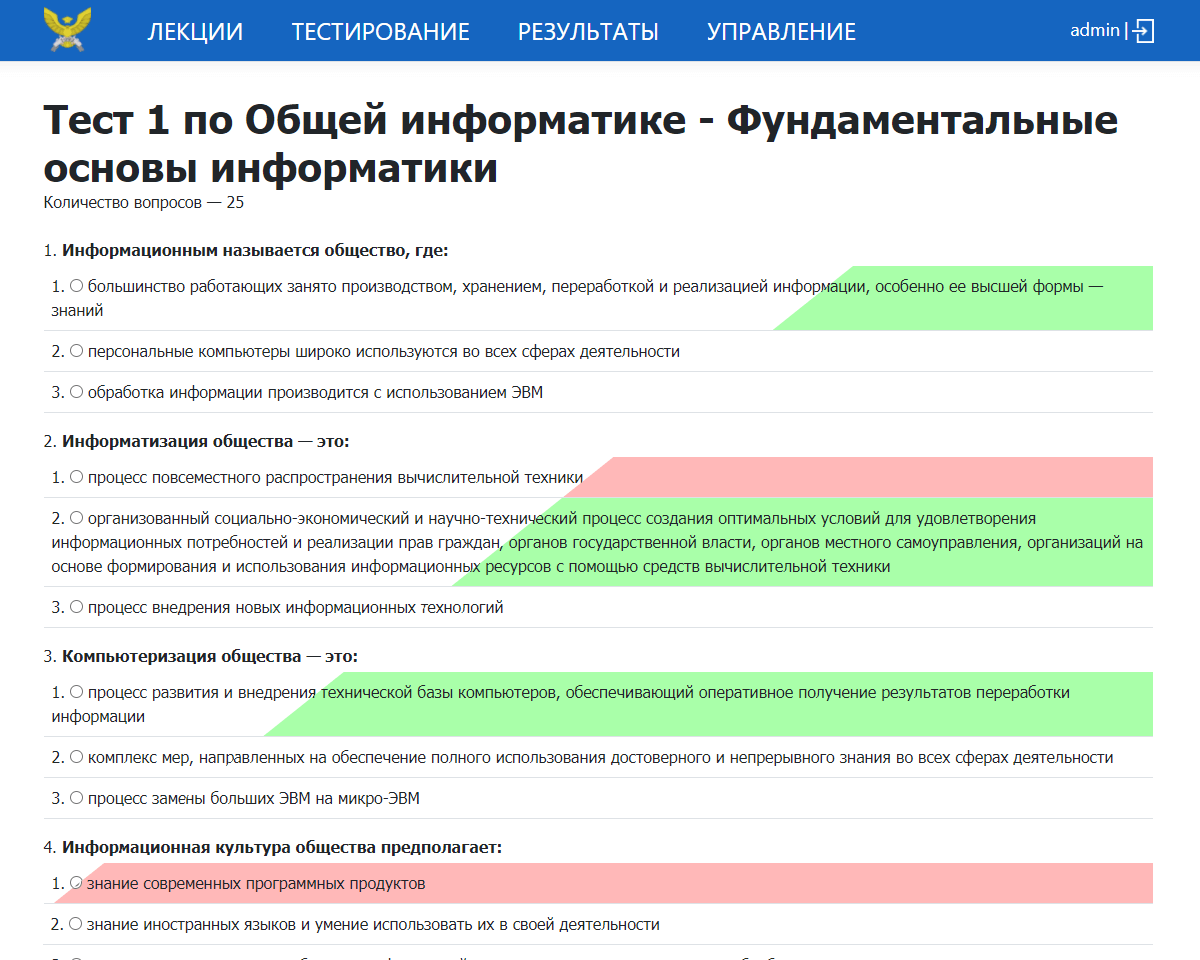 ЛЕКЦИИ ТЕСТИРОВАНИЕ РЕЗУЛЬТАТЫ УПРАВЛЕНИЕ admin |
Тест 1 по Общей информатике - Фундаментальные
основы информатики
Количество вопросов — 25
1. Информационным называется общество, где:
1. большинство работающих занято производством, хранением, переработкой и реализацией информации, особенно ее высшей формы —
знаний
2. персональные компьютеры широко используются во всех сферах деятельности
3. обработка информации производится с использованием ЭВМ
2. Информатизация общества — это:
1. процесс повсеместного распространения вычислительной техники
2. организованный социально-экономический и научно-технический процесс создания оптимальных условий для удовлетворения
информационных потребностей и реализации прав граждан, органов государственной власти, органов местного самоуправления, организаций на
основе формирования и использования информационных ресурсов с помощью средств вычислительной техники
3. процесс внедрения новых информационных технологий
3. Компьютеризация общества — это:
1. процесс развития и внедрения технической базы компьютеров, обеспечивающий оперативное получение результатов переработки
информации
2. комплекс мер, направленных на обеспечение полного использования достоверного и непрерывного знания во всех сферах деятельности
3. процесс замены больших ЭВМ на микро-ЭВМ
4. Информационная культура общества предполагает:
1. знание современных программных продуктов
2. знание иностранных языков и умение использовать их в своей деятельности